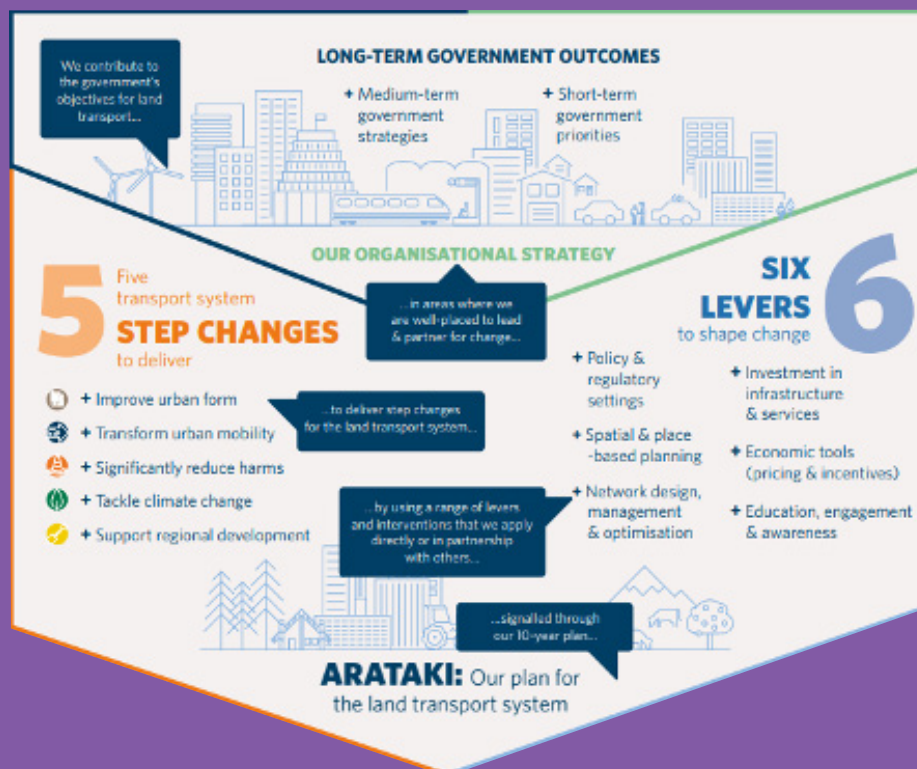 LONG-TERM GOVERNMENT OUTCOMES
We contribute to
the government's
objectives for land
transport...
+ Medium-term
government
strategies
+ Short-term
government
priorities
OUR ORGANISATIONAL STRATEGY
...in areas where we
are well-placed to lead
& partner for change...
5
Five
transport system
STEP CHANGES
to deliver
+ Improve urban form
+ Transform urban mobility
+ Significantly reduce harms
+ Tackle climate change
+ Support regional development
...to deliver step changes
for the land transport system...
SIX
LEVERS
to shape change
6
+ Policy &
regulatory
settings
+ Spatial & place
-based planning
+ Network design,
management
& optimisation
+ Investment in
infrastructure
& services
+ Economic tools
(pricing & incentives)
+ Education, engagement
& awareness
...by using a range of levers
and interventions that we apply
directly or in partnership
with others...
...signalled through
our 10-year plan...
ARATAKI: Our plan for
the land transport system